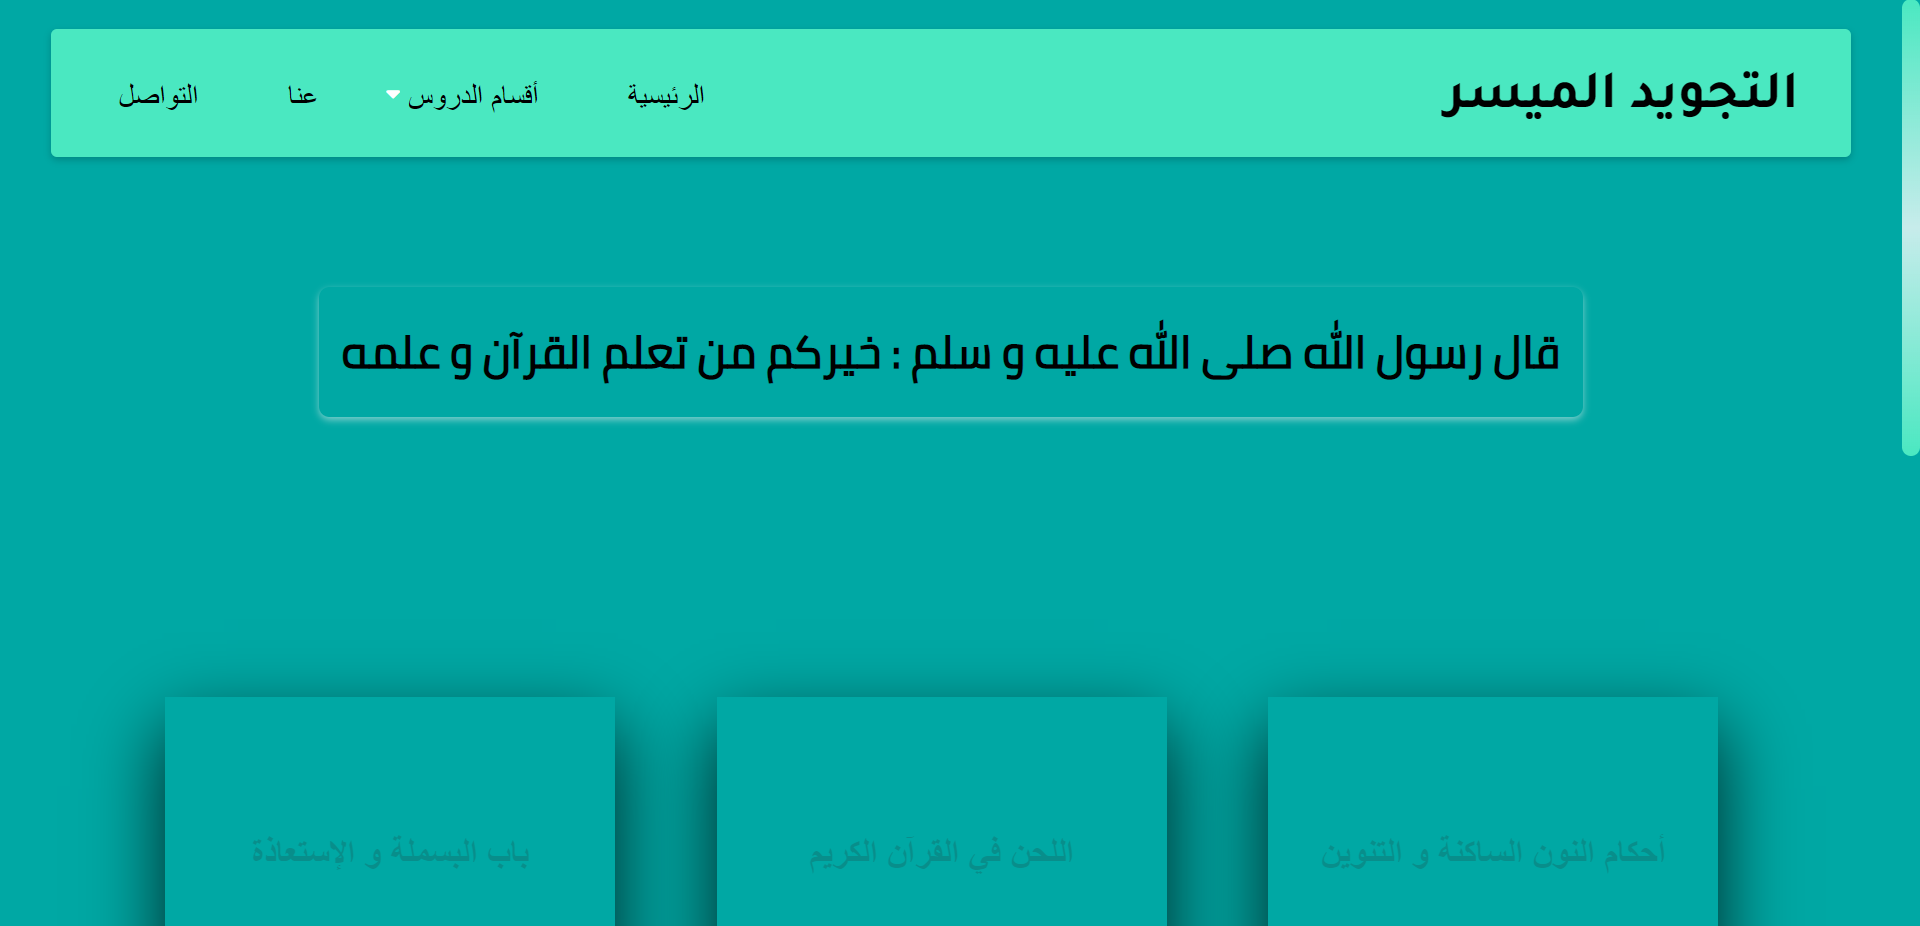 التجويد الميسر
الرئيسية
أقسام الدروس
عنا
التواصل
قال رسول الله صلى الله عليه و سلم : خيركم من تعلم القرآن و علمه
أحكام النون الساكنة و التنوين
اللحن في القرآن الكريم
باب البسملة و الإستعاذة